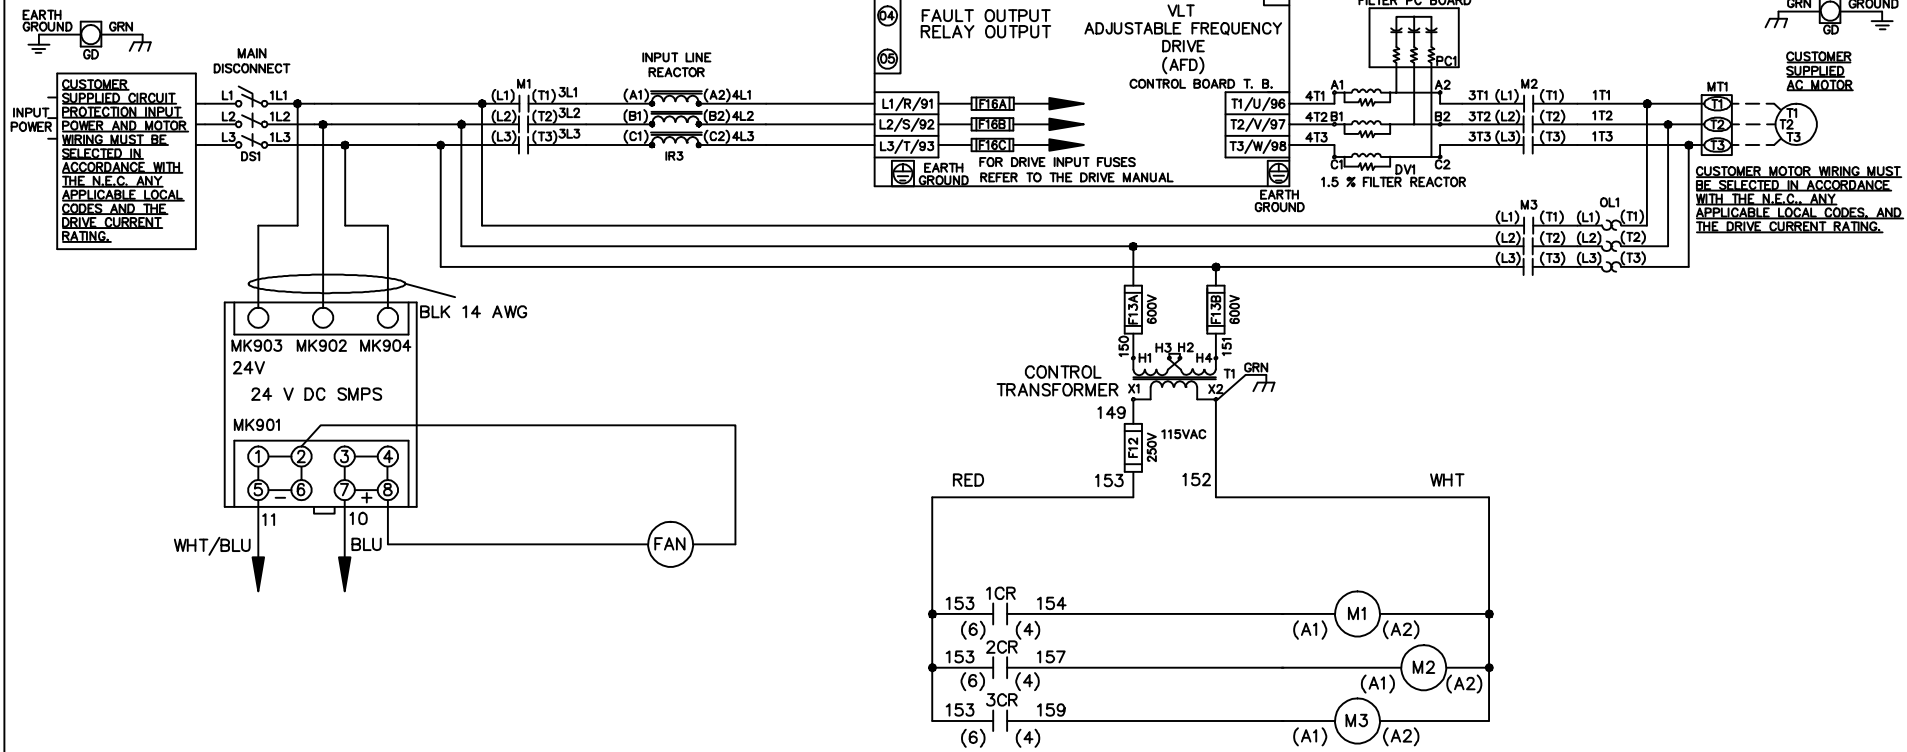 EARTH
GROUND
GRN
GD
MAIN
DISCONNECT
CUSTOMER
SUPPLIED CIRCUIT
PROTECTION INPUT
POWER AND MOTOR
WIRING MUST BE
SELECTED IN
ACCORDANCE WITH
THE N.E.C. ANY
APPLICABLE LOCAL
CODES AND THE
DRIVE CURRENT
RATING.
INPUT
POWER
L1 1L1
L2 1L2
L3 1L3
DS1
M1
(L1) (T1) 3L1
(L2) (T2) 3L2
(L3) (T3) 3L3
INPUT LINE
REACTOR
(A1) (A2) 4L1
(B1) (B2) 4L2
(C1) (C2) 4L3
IR3
04
05
FAULT OUTPUT
RELAY OUTPUT
VLT
ADJUSTABLE FREQUENCY
DRIVE
(AFD)
CONTROL BOARD T. B.
L1/R/91 F16A T1/U/96
L2/S/92 F16B T2/V/97
L3/T/93 F16C T3/W/98
EARTH
GROUND
FOR DRIVE INPUT FUSES
REFER TO THE DRIVE MANUAL
EARTH
GROUND
FILTER PC BOARD
PC1
4T1 A1 A2
4T2 B1 B2
4T3 C1 C2
DV1
1.5 % FILTER REACTOR
M2
3T1 (L1) (T1) 1T1
3T2 (L2) (T2) 1T2
3T3 (L3) (T3) 1T3
GRN
GROUND
GD
CUSTOMER
SUPPLIED
AC MOTOR
MT1
T1
T2
T3
T1
T2
T3
CUSTOMER MOTOR WIRING MUST
BE SELECTED IN ACCORDANCE
WITH THE N.E.C., ANY
APPLICABLE LOCAL CODES, AND
THE DRIVE CURRENT RATING.
M3 OL1
(L1) (T1) (L1) (T1)
(L2) (T2) (L2) (T2)
(L3) (T3) (L3) (T3)
BLK 14 AWG
MK903 MK902 MK904
24V
24 V DC SMPS
MK901
1 2 3 4
5 - 6 7 + 8
11 10
WHT/BLU BLU
FAN
F13A
600V
F13B
600V
150
151
H1 H3 H2 H4
CONTROL
TRANSFORMER
X1 X2
T1
GRN
149
F12
250V
115VAC
153 152
RED WHT
153 1CR 154
(6) (4)
M1
(A1) (A2)
153 2CR 157
(6) (4)
M2
(A1) (A2)
153 3CR 159
(6) (4)
M3
(A1) (A2)